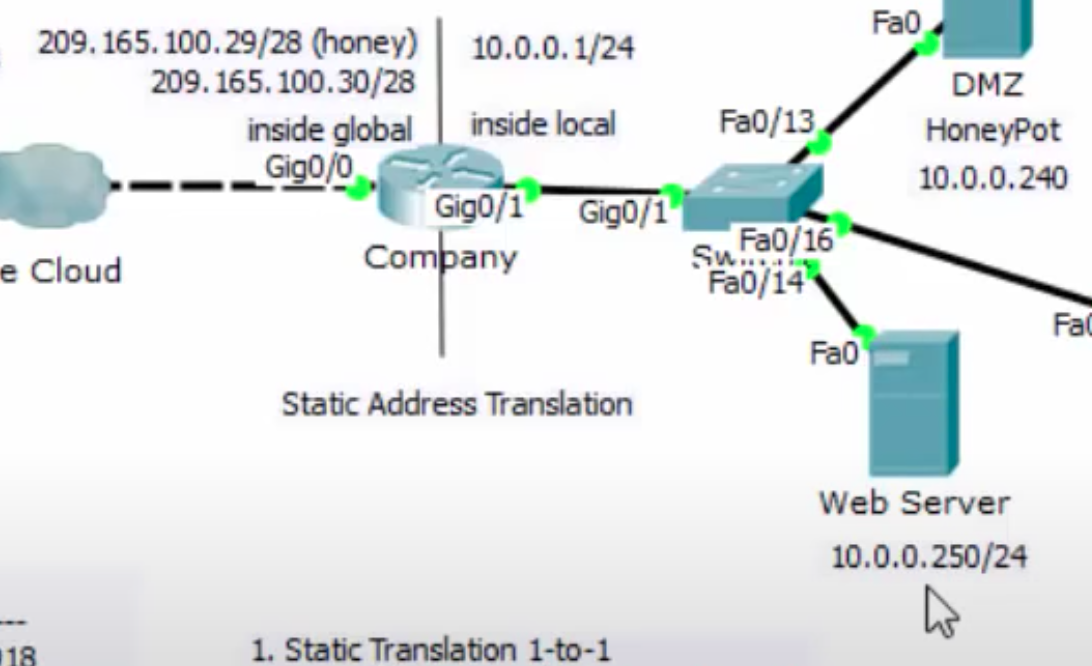 Fa0
209.165.100.29/28 (honey)
10.0.0.1/24
209.165.100.30/28
DMZ
inside global
inside local
Fa0/13
HoneyPot
Gig0/0
10.0.0.240
Gig0/1
Gig0/1
Fa0/16
Company
e Cloud
Fa0/14
Fa0
Static Address Translation
Web Server
10.0.0.250/24
---
018
1. Static Translation 1-to-1